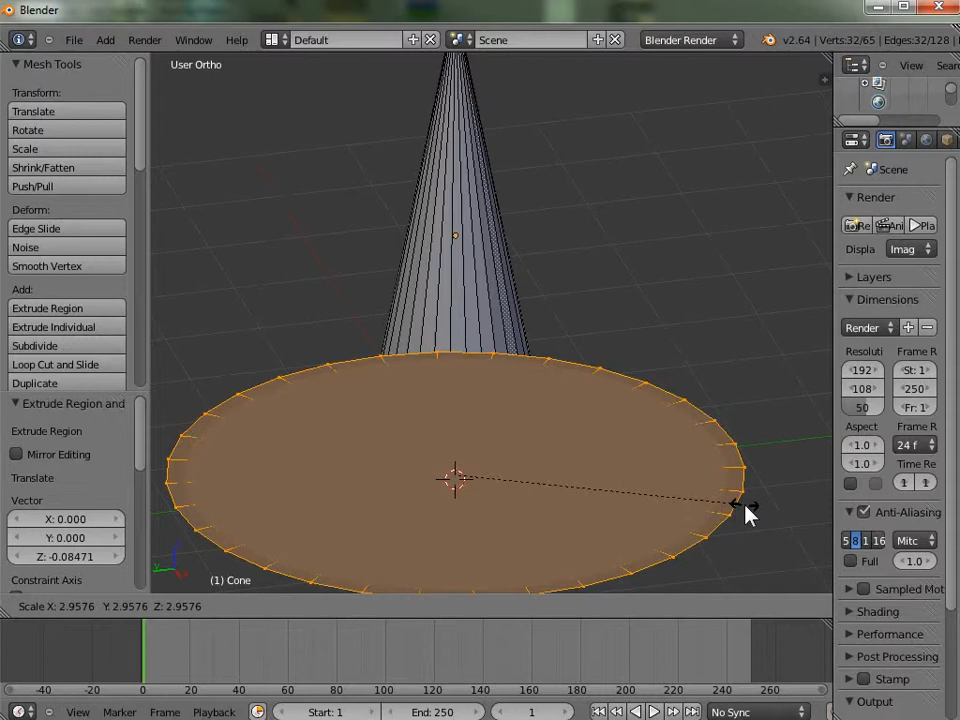 Blender
File Add Render Window Help Default Scene Blender Render v2.64 | Verts:32/65 | Edges:32/128 |
Mesh Tools
Transform:
Translate
Rotate
Scale
Shrink/Fatten
Push/Pull
Deform:
Edge Slide
Noise
Smooth Vertex
Add:
Extrude Region
Extrude Individual
Subdivide
Loop Cut and Slide
Duplicate
Extrude Region and
Extrude Region
Mirror Editing
Translate
Vector
X: 0.000
Y: 0.000
Z: -0.08471
Constraint Axis
User Ortho
(1) Cone
Scale X: 2.9576 Y: 2.9576 Z: 2.9576
View Sear
Scene
Render
Re Ani Pla
Displa Imag
Layers
Dimensions
Render
Resoluti Frame R
192 St: 1
108 250
50 Fr: 1
Aspect Frame R
1.0 24 f
1.0 Time Re
1 1
Anti-Aliasing
5 8 1 16 Mitc
Full 1.0
Sampled Mot
Shading
Performance
Post Processing
Stamp
Output
-40 -20 0 20 40 60 80 100 120 140 160 180 200 220 240 260
View Marker Frame Playback Start: 1 End: 250 1 No Sync